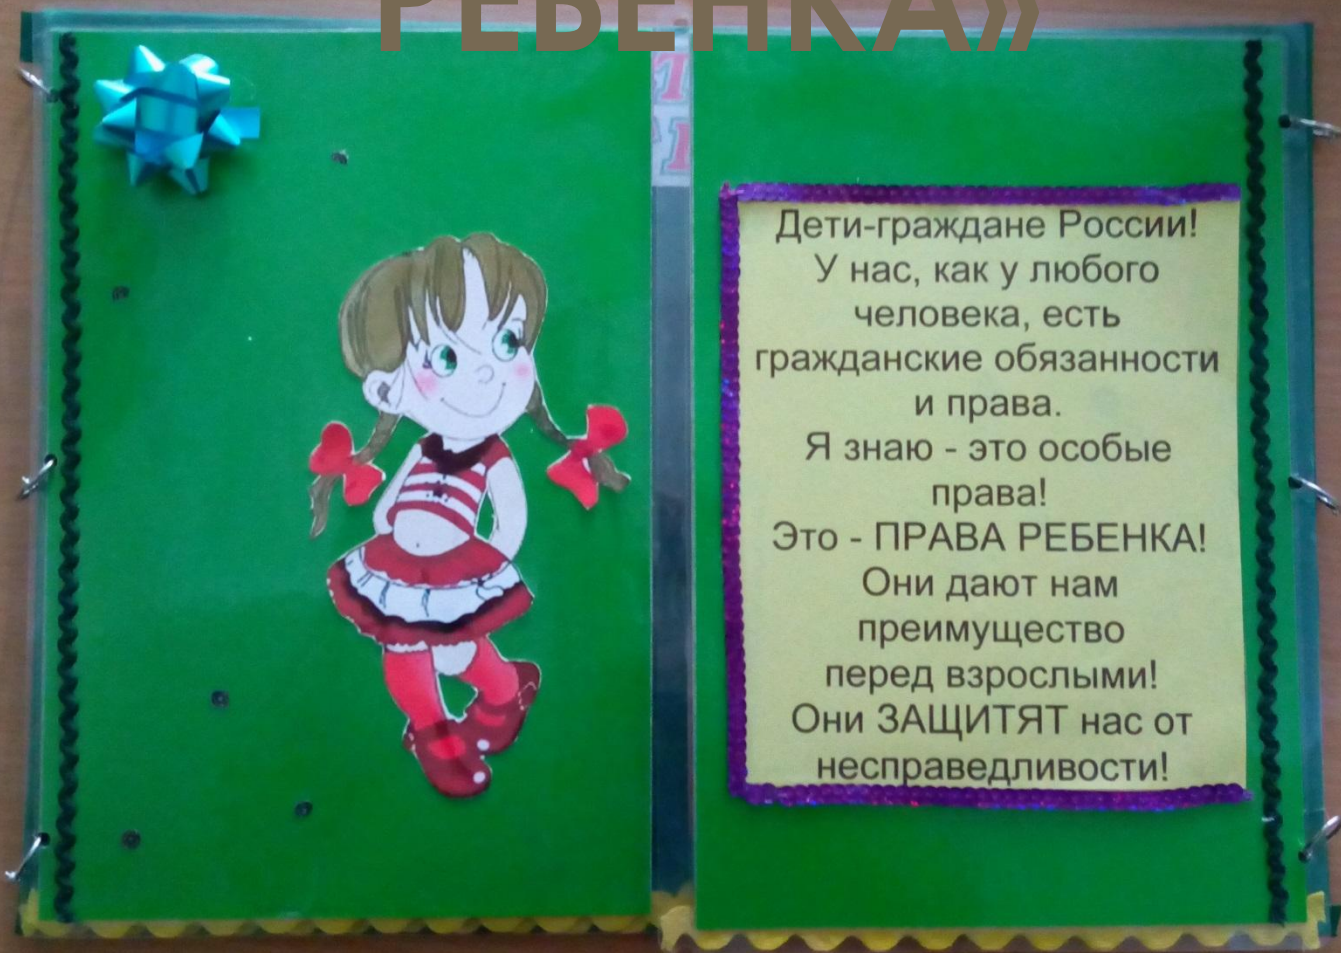 РЕБЕНКА»
Дети-граждане России!
У нас, как у любого
человека, есть
гражданские обязанности
и права.
Я знаю - это особые
права!
Это - ПРАВА РЕБЕНКА!
Они дают нам
преимущество
перед взрослыми!
Они ЗАЩИТЯТ нас от
несправедливости!